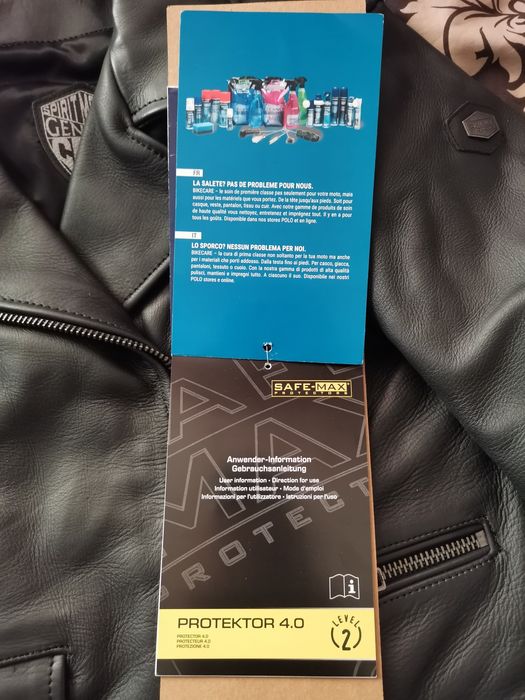 SPIRIT M
GEN
C
FR
LA SALETE? PAS DE PROBLEME POUR NOUS.
BIKECARE – le soin de première classe pas seulement pour votre moto, mais
aussi pour les matériels que vous portez. De la tête jusqu'aux pieds. Soit pour
casque, veste, pantalon, tissu ou cuir. Avec notre gamme de produits de soin
de haute qualité vous nettoyez, entretenez et imprégnez tout. Il y en a pour
tous les goûts. Disponible dans nos stores POLO et en ligne.
IT
LO SPORCO? NESSUN PROBLEMA PER NOI.
BIKECARE – la cura di prima classe non soltanto per la tua moto ma anche
per i materiali che porti addosso. Dalla testa fino ai piedi. Per casco, giacca,
pantaloni, tessuto o cuoio. Con la nostra gamma di prodotti di alta qualità
pulisci, mantieni e impregni tutto. A ciascuno il suo. Disponibile nei nostri
POLO stores e online.
SAFE-MAX
PROTECTORS
Anwender-Information
Gebrauchsanleitung
User information • Direction for use
Information utilisateur • Mode d'emploi
Informazioni per l'utilizzatore • Istruzioni per l'uso
PROTECT
i
PROTEKTOR 4.0
PROTECTOR 4.0
PROTECTEUR 4.0
PROTEZIONE 4.0
LEVEL
2